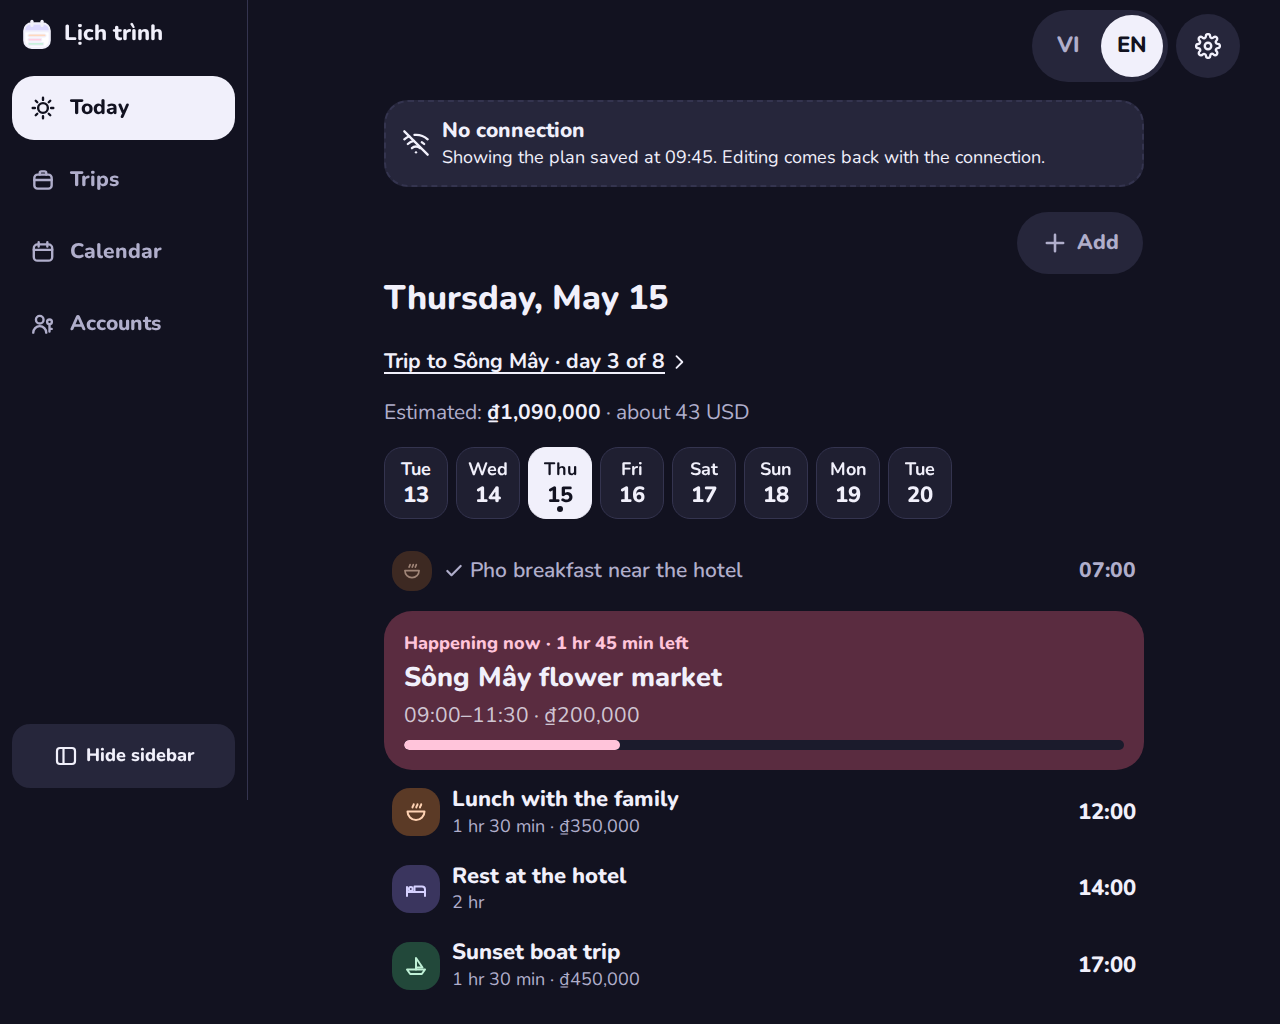 Lịch trình
VI
EN
Today
Trips
Calendar
Accounts
Hide sidebar
No connection
Showing the plan saved at 09:45. Editing comes back with the connection.
Add
Thursday, May 15
Trip to Sông Mây · day 3 of 8
Estimated: ₫1,090,000 · about 43 USD
Tue Wed Thu Fri Sat Sun Mon Tue
13 14 15 16 17 18 19 20
Pho breakfast near the hotel 07:00
Happening now · 1 hr 45 min left
Sông Mây flower market
09:00–11:30 · ₫200,000
Lunch with the family 12:00
1 hr 30 min · ₫350,000
Rest at the hotel 14:00
2 hr
Sunset boat trip 17:00
1 hr 30 min · ₫450,000